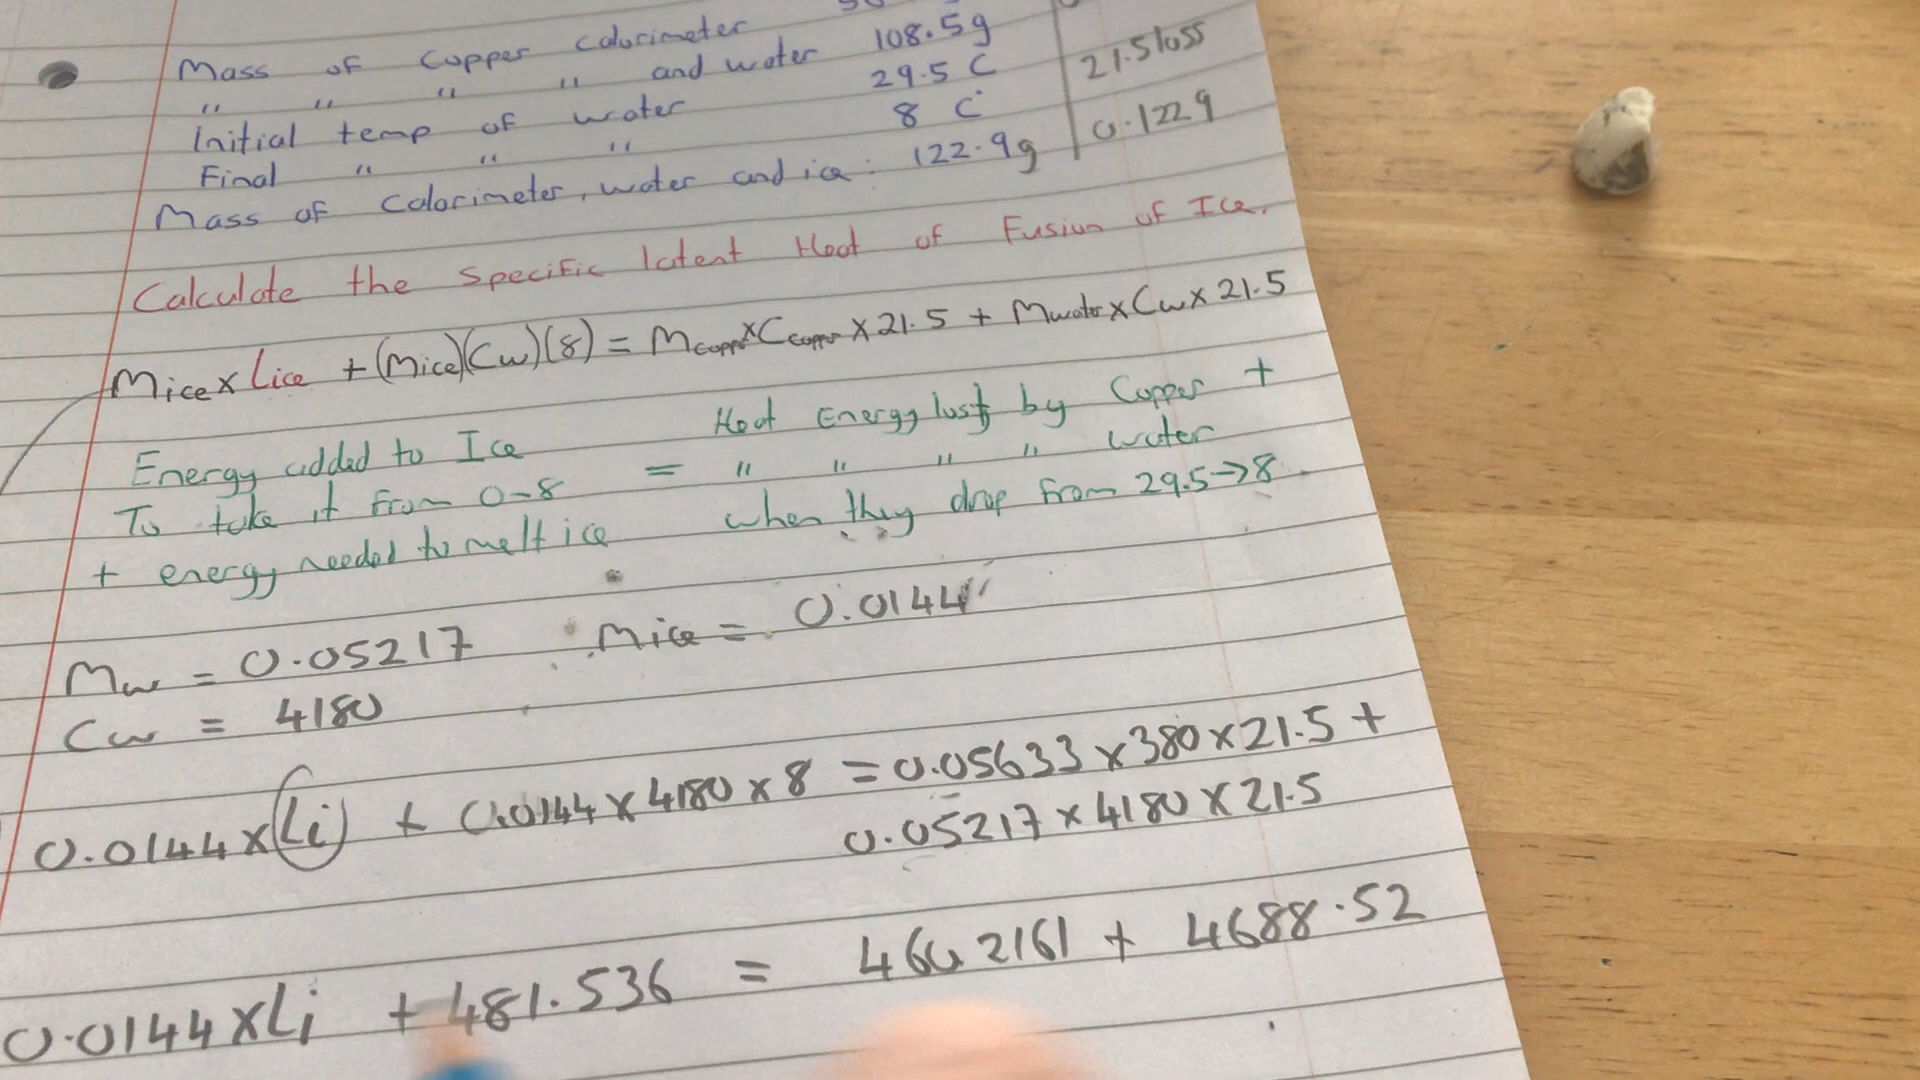 Mass of Copper Calorimeter
" " " " and water 108.5g
Initial temp of water 29.5 C 21.5 loss
Final " " " 8 C°
Mass of Calorimeter, water and ice : 122.9g 0.1229
Calculate the Specific latent Heat of Fusion of Ice.
Mice x Lice + (Mice)(Cw)(8) = Mcopper x Ccopper x 21.5 + Mwater x Cw x 21.5
Energy added to Ice = Heat Energy lost by Copper +
To take it from 0-8 " " " " water
+ energy needed to melt ice when they drop from 29.5→8
Mw = 0.05217 Mice = 0.0144
Cw = 4180
0.0144 x (Li) + 0.0144 x 4180 x 8 = 0.05633 x 380 x 21.5 +
0.05217 x 4180 x 21.5
0.0144 x Li + 481.536 = 460.2161 + 4688.52